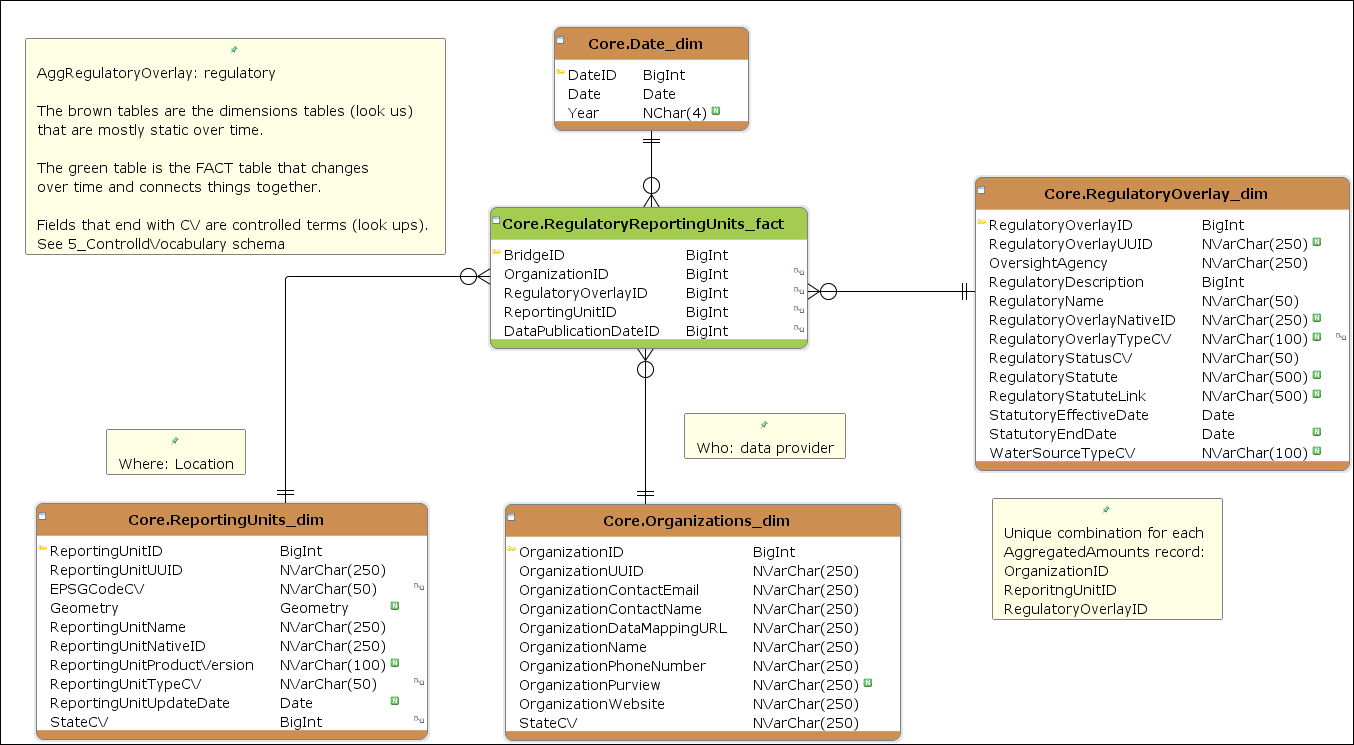 AggRegulatoryOverlay: regulatory
The brown tables are the dimensions tables (look us)
that are mostly static over time.
The green table is the FACT table that changes
over time and connects things together.
Fields that end with CV are controlled terms (look ups).
See 5_ControlldVocabulary schema
Core.Date_dim
DateID BigInt
Date Date
Year NChar(4) N
Core.RegulatoryReportingUnits_fact
BridgeID BigInt
OrganizationID BigInt
RegulatoryOverlayID BigInt
ReportingUnitID BigInt
DataPublicationDateID BigInt
Core.RegulatoryOverlay_dim
RegulatoryOverlayID BigInt
RegulatoryOverlayUUID NVarChar(250) N
OversightAgency NVarChar(250)
RegulatoryDescription BigInt
RegulatoryName NVarChar(50)
RegulatoryOverlayNativeID NVarChar(250) N
RegulatoryOverlayTypeCV NVarChar(100) N
RegulatoryStatusCV NVarChar(50)
RegulatoryStatute NVarChar(500) N
RegulatoryStatuteLink NVarChar(500) N
StatutoryEffectiveDate Date
StatutoryEndDate Date N
WaterSourceTypeCV NVarChar(100) N
Where: Location
Who: data provider
Core.ReportingUnits_dim
ReportingUnitID BigInt
ReportingUnitUUID NVarChar(250)
EPSGCodeCV NVarChar(50)
Geometry Geometry N
ReportingUnitName NVarChar(250)
ReportingUnitNativeID NVarChar(250)
ReportingUnitProductVersion NVarChar(100) N
ReportingUnitTypeCV NVarChar(50)
ReportingUnitUpdateDate Date N
StateCV BigInt
Core.Organizations_dim
OrganizationID BigInt
OrganizationUUID NVarChar(250)
OrganizationContactEmail NVarChar(250)
OrganizationContactName NVarChar(250)
OrganizationDataMappingURL NVarChar(250)
OrganizationName NVarChar(250)
OrganizationPhoneNumber NVarChar(250)
OrganizationPurview NVarChar(250) N
OrganizationWebsite NVarChar(250)
StateCV NVarChar(250)
Unique combination for each
AggregatedAmounts record:
OrganizationID
ReporitngUnitID
RegulatoryOverlayID